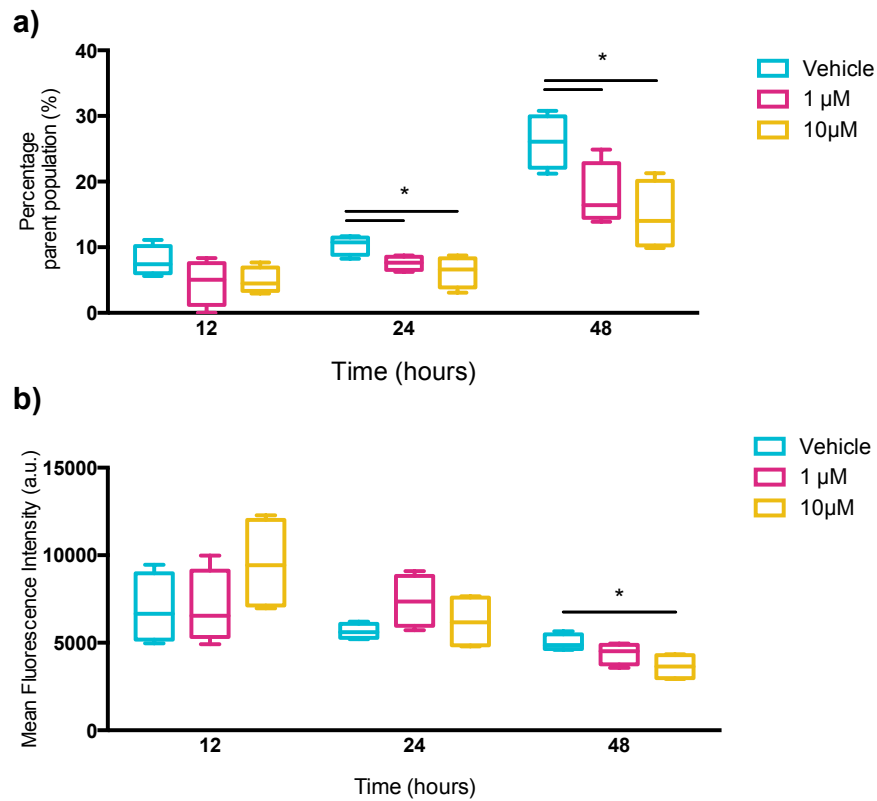 a)
Percentage
parent population (%)
40
30
20
10
0
*
*
12
24
48
Time (hours)
Vehicle
1 µM
10µM
b)
Mean Fluorescence Intensity (a.u.)
15000
10000
5000
0
*
12
24
48
Time (hours)
Vehicle
1 µM
10µM